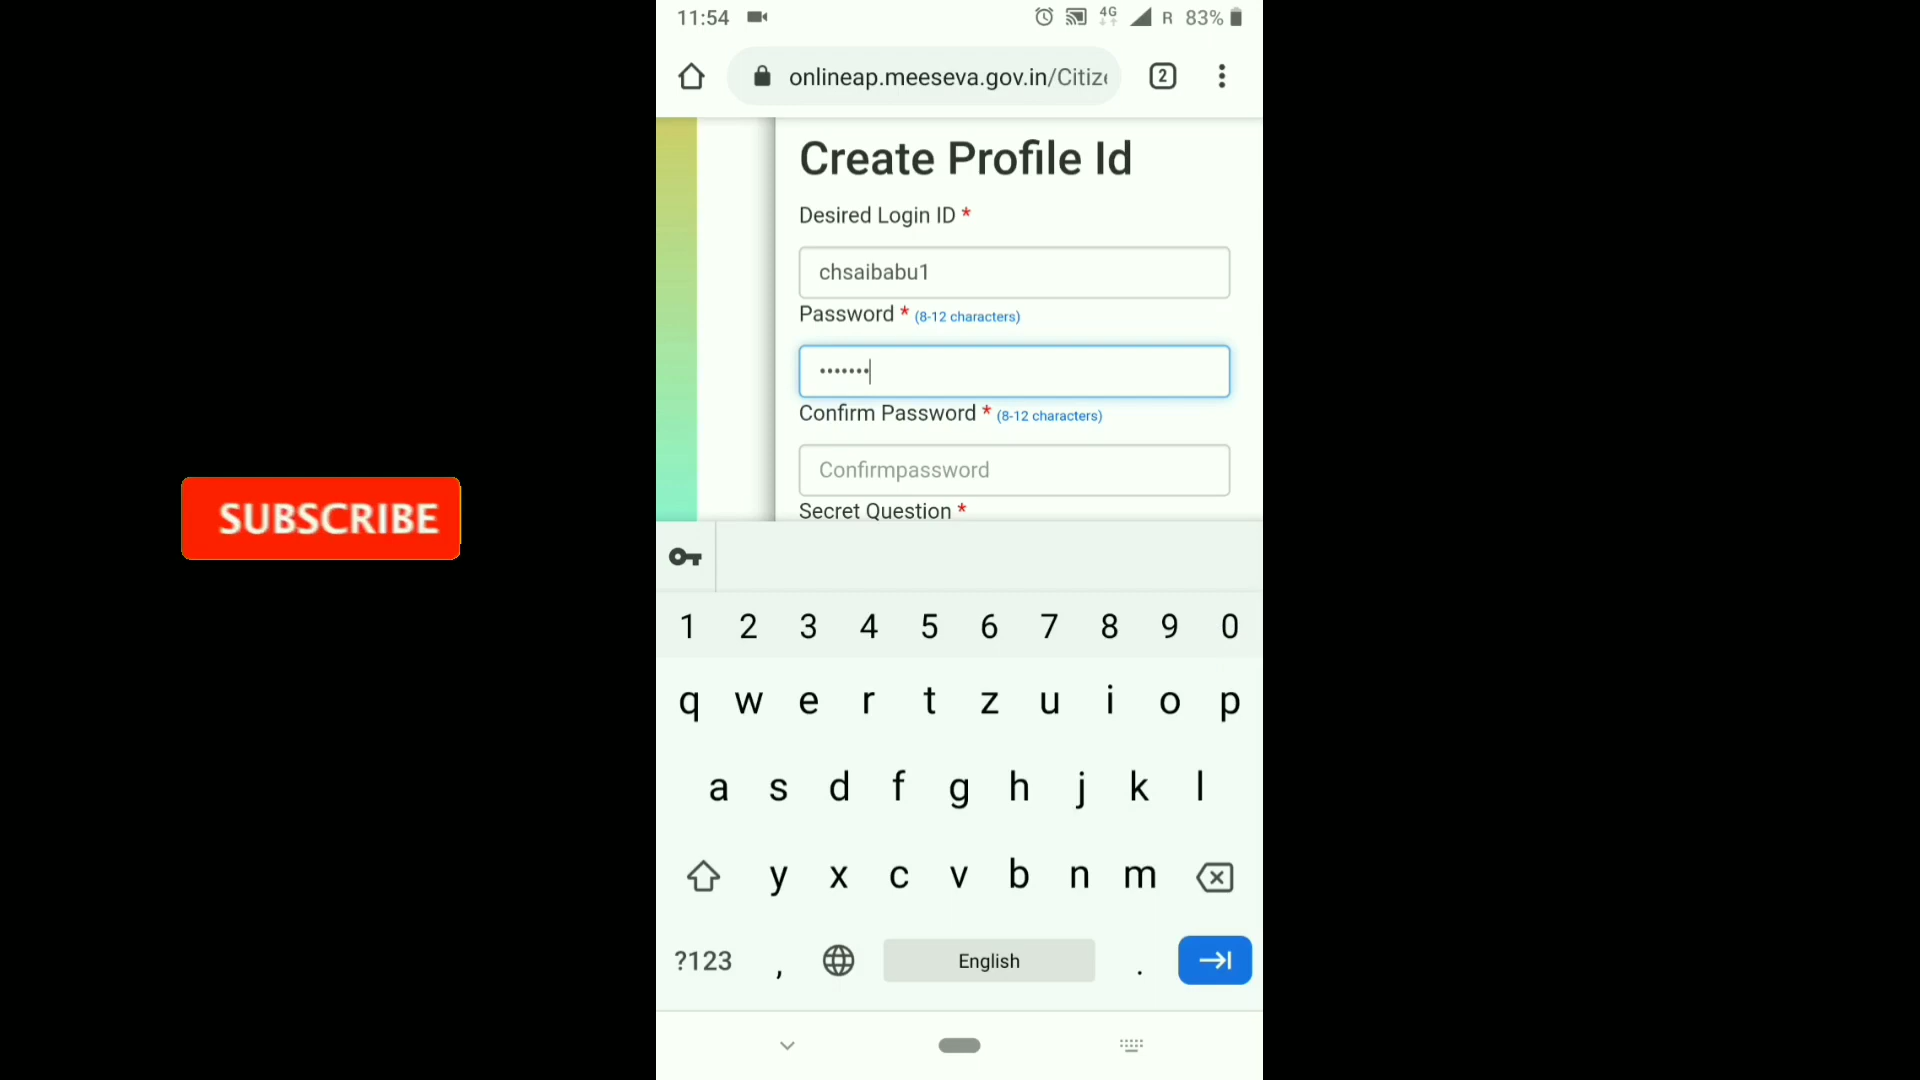 11:54
4G
R 83%
onlineap.meeseva.gov.in/Citiz
2
Create Profile Id
Desired Login ID *
chsaibabu1
Password * (8-12 characters)
•••••••
Confirm Password * (8-12 characters)
Confirmpassword
Secret Question *
SUBSCRIBE
1 2 3 4 5 6 7 8 9 0
q w e r t z u i o p
a s d f g h j k l
y x c v b n m
?123 , English .